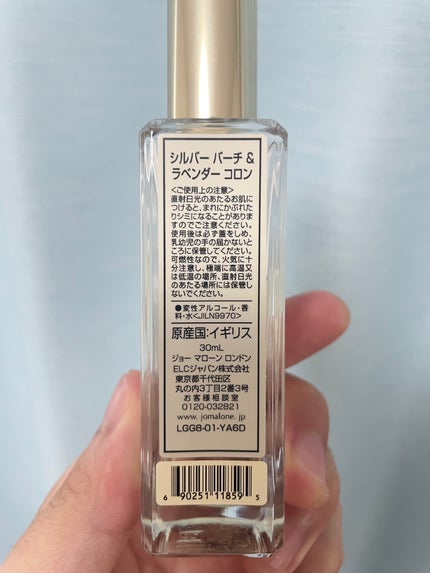 シルバー バーチ &
ラベンダー コロン
<ご使用上の注意>
直射日光のあたるお肌に
つけると、まれにかぶれた
りシミになることがありま
すのでご注意ください。
使用後は必ず蓋をしめ、
乳幼児の手の届かないと
ころに保管してください。
可燃性なので、火気に十
分注意し、極端に高温又
は低温の場所、直射日光
のあたる場所には保管し
ないでください。
●変性アルコール・香
料・水<JILN9970>
原産国:イギリス
30mL
ジョー マローン ロンドン
ELCジャパン株式会社
東京都千代田区
丸の内3丁目2番3号
お客様相談室
0120-032821
www.jomalone.jp
LGG8-01-YA6D
6 90251 11859 5